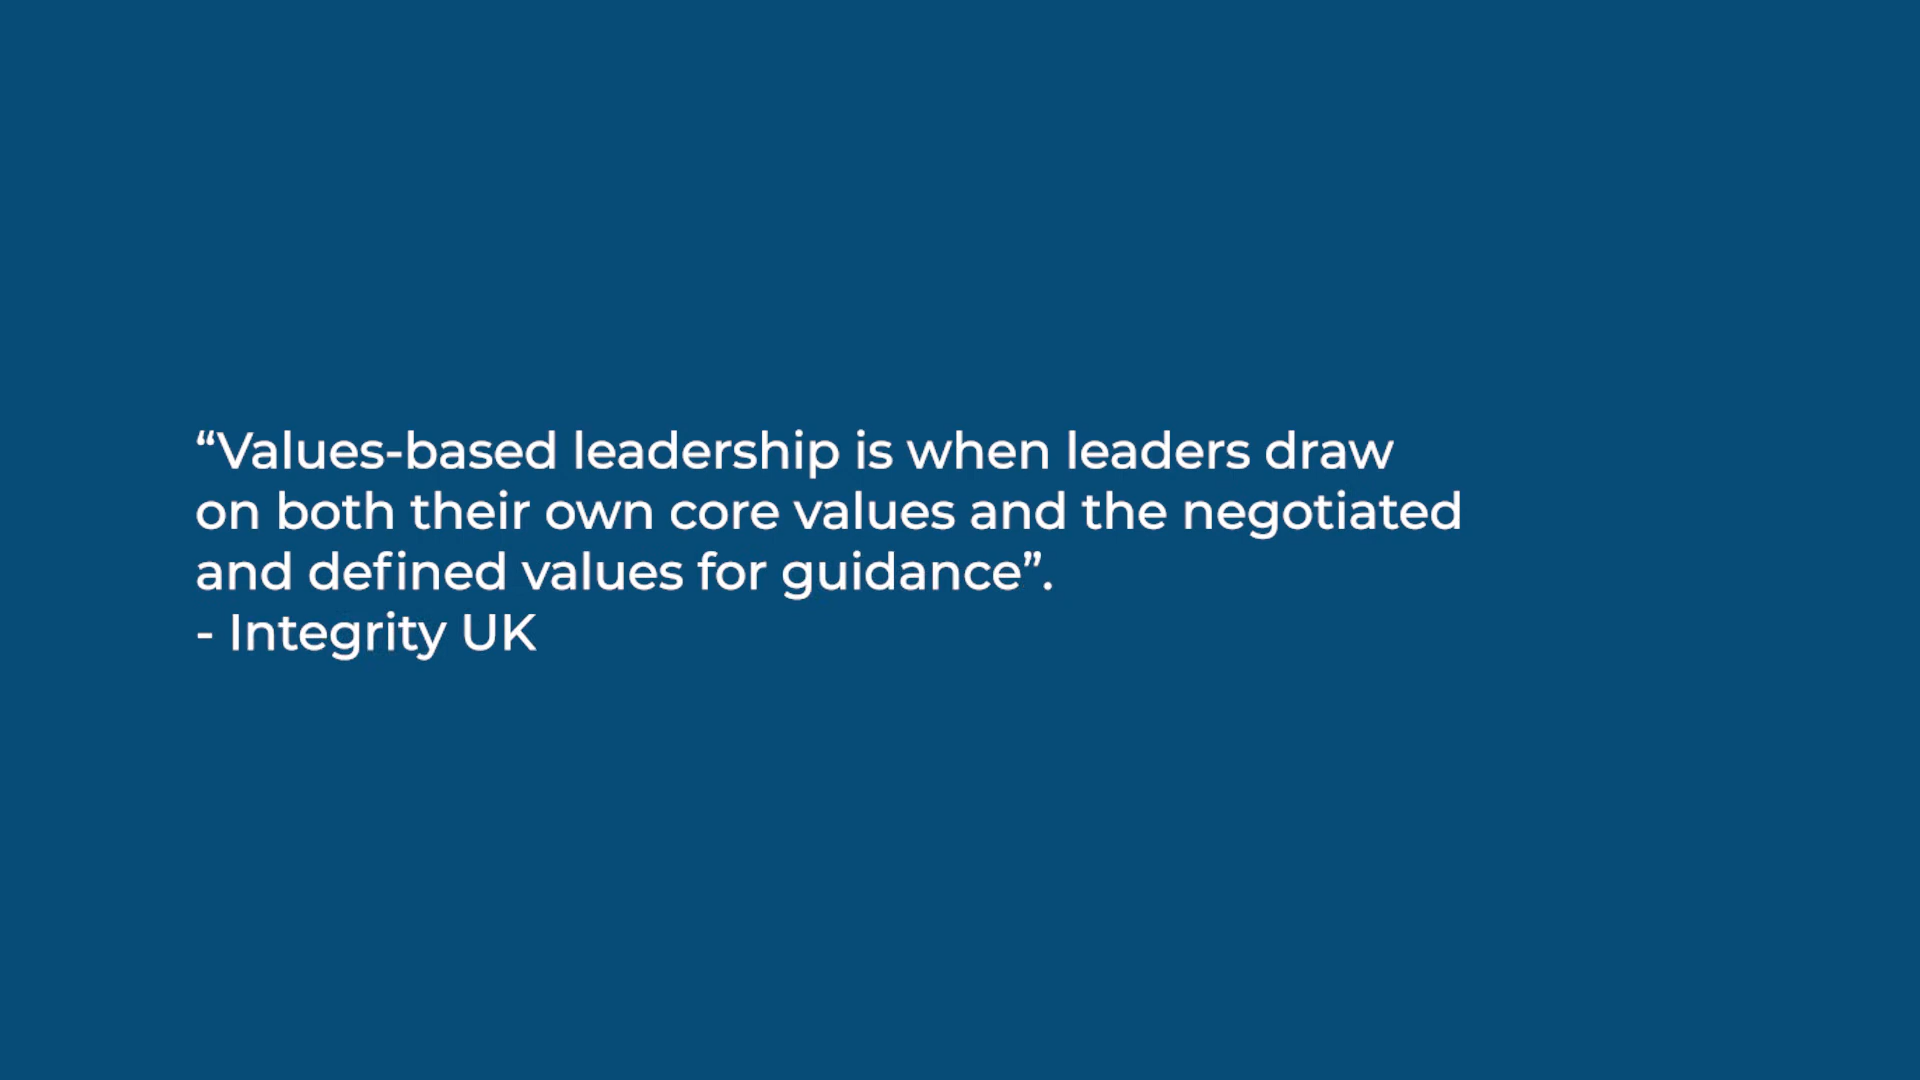 “Values-based leadership is when leaders draw
on both their own core values and the negotiated
and defined values for guidance”.
- Integrity UK